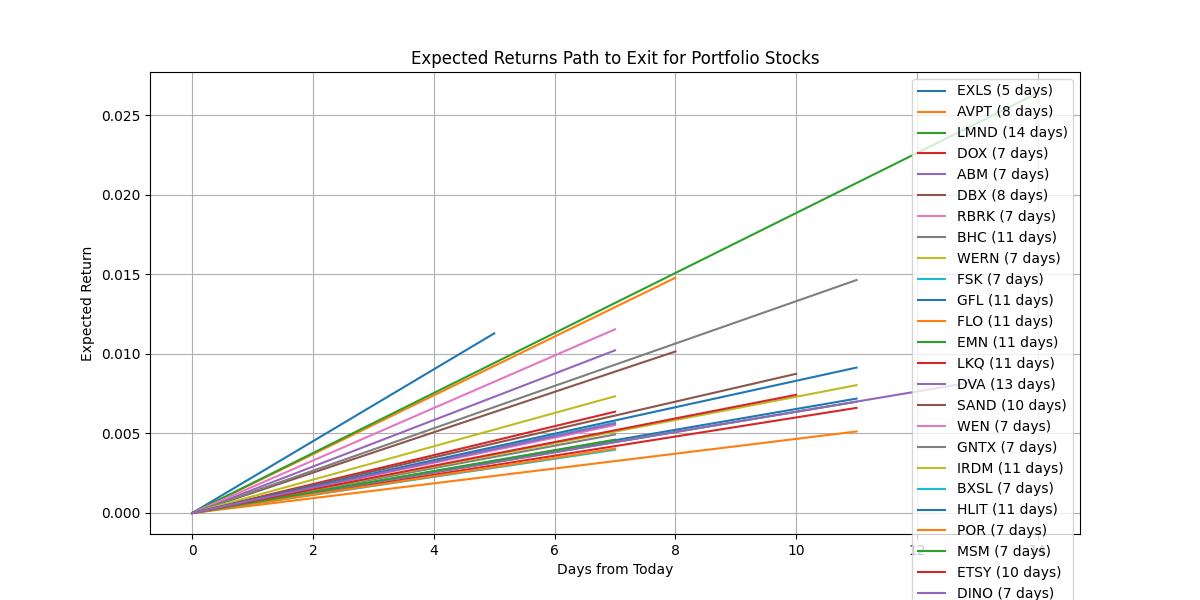 Expected Returns Path to Exit for Portfolio Stocks
Expected Return
0.025
0.020
0.015
0.010
0.005
0.000
0
2
4
6
8
10
12
14
Days from Today
EXLS (5 days)
AVPT (8 days)
LMND (14 days)
DOX (7 days)
ABM (7 days)
DBX (8 days)
RBRK (7 days)
BHC (11 days)
WERN (7 days)
FSK (7 days)
GFL (11 days)
FLO (11 days)
EMN (11 days)
LKQ (11 days)
DVA (13 days)
SAND (10 days)
WEN (7 days)
GNTX (7 days)
IRDM (11 days)
BXSL (7 days)
HLIT (11 days)
POR (7 days)
MSM (7 days)
ETSY (10 days)
DINO (7 days)